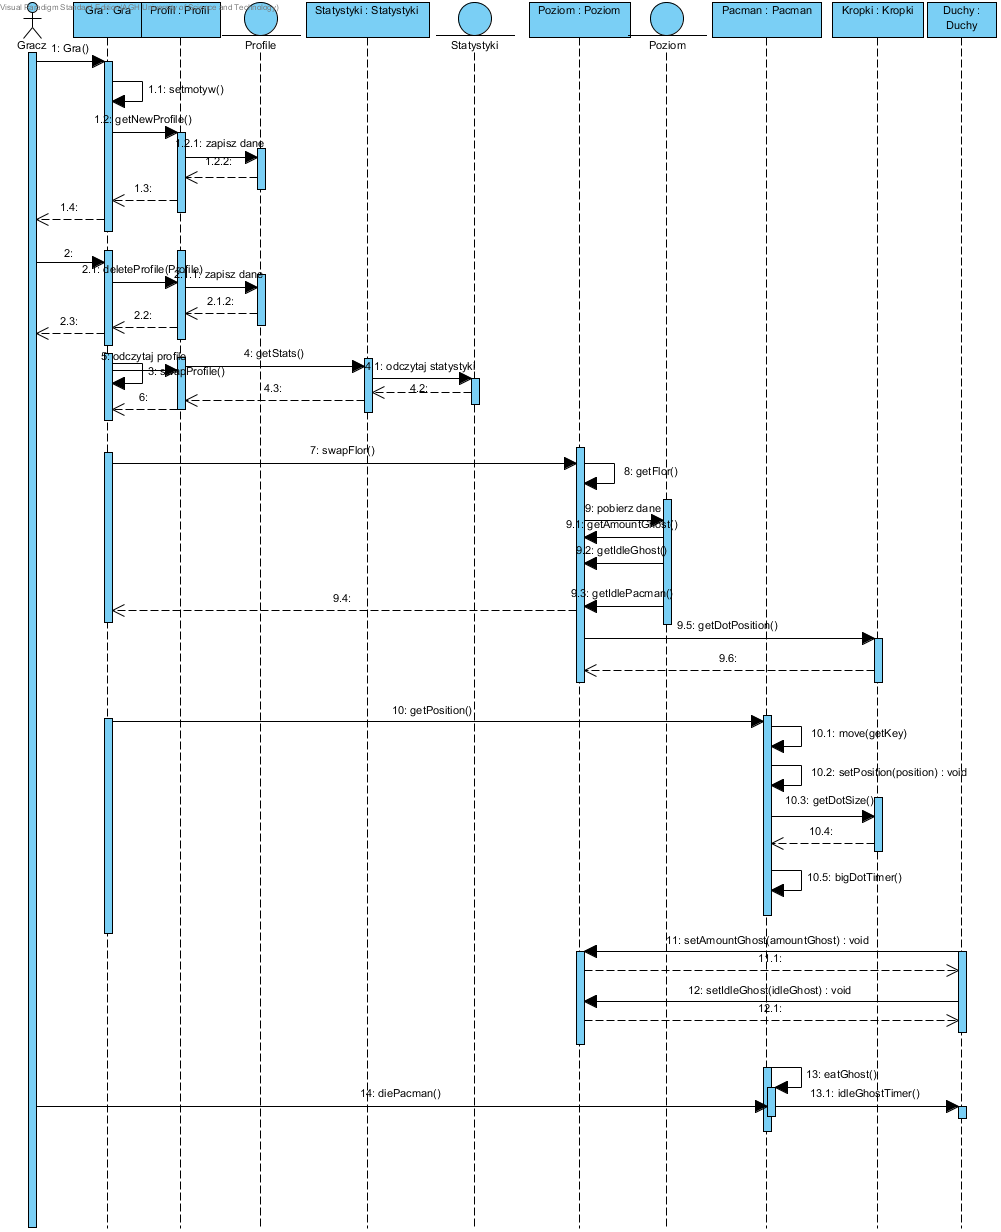 Visual Paradigm Standard Edition(AGH University of Science and Technology)
Gra : Gra
Profil : Profil
Statystyki : Statystyki
Poziom : Poziom
Pacman : Pacman
Kropki : Kropki
Duchy :
Duchy
Gracz
Profile
Statystyki
Poziom
1: Gra()
1.1: setmotyw()
1.2: getNewProfile()
1.2.1: zapisz dane
1.2.2:
1.3:
1.4:
2:
2.1: deleteProfile(Profile)
2.1.1: zapisz dane
2.1.2:
2.2:
2.3:
5: odczytaj profile
3: swapProfile()
4: getStats()
4.1: odczytaj statystyki
4.2:
4.3:
6:
7: swapFlor()
8: getFlor()
9: pobierz dane
9.1: getAmountGhost()
9.2: getIdleGhost()
9.3: getIdlePacman()
9.4:
9.5: getDotPosition()
9.6:
10: getPosition()
10.1: move(getKey)
10.2: setPosition(position) : void
10.3: getDotSize()
10.4:
10.5: bigDotTimer()
11: setAmountGhost(amountGhost) : void
11.1:
12: setIdleGhost(idleGhost) : void
12.1:
13: eatGhost()
14: diePacman()
13.1: idleGhostTimer()